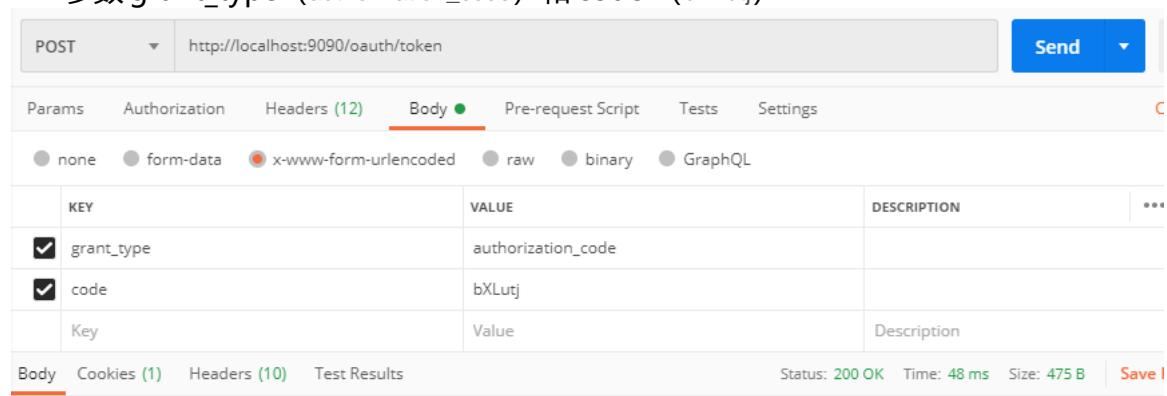 POST http://localhost:9090/oauth/token Send
Params Authorization Headers (12) Body Pre-request Script Tests Settings
none form-data x-www-form-urlencoded raw binary GraphQL
KEY VALUE DESCRIPTION
grant_type authorization_code
code bXLutj
Key Value Description
Body Cookies (1) Headers (10) Test Results Status: 200 OK Time: 48 ms Size: 475 B Save